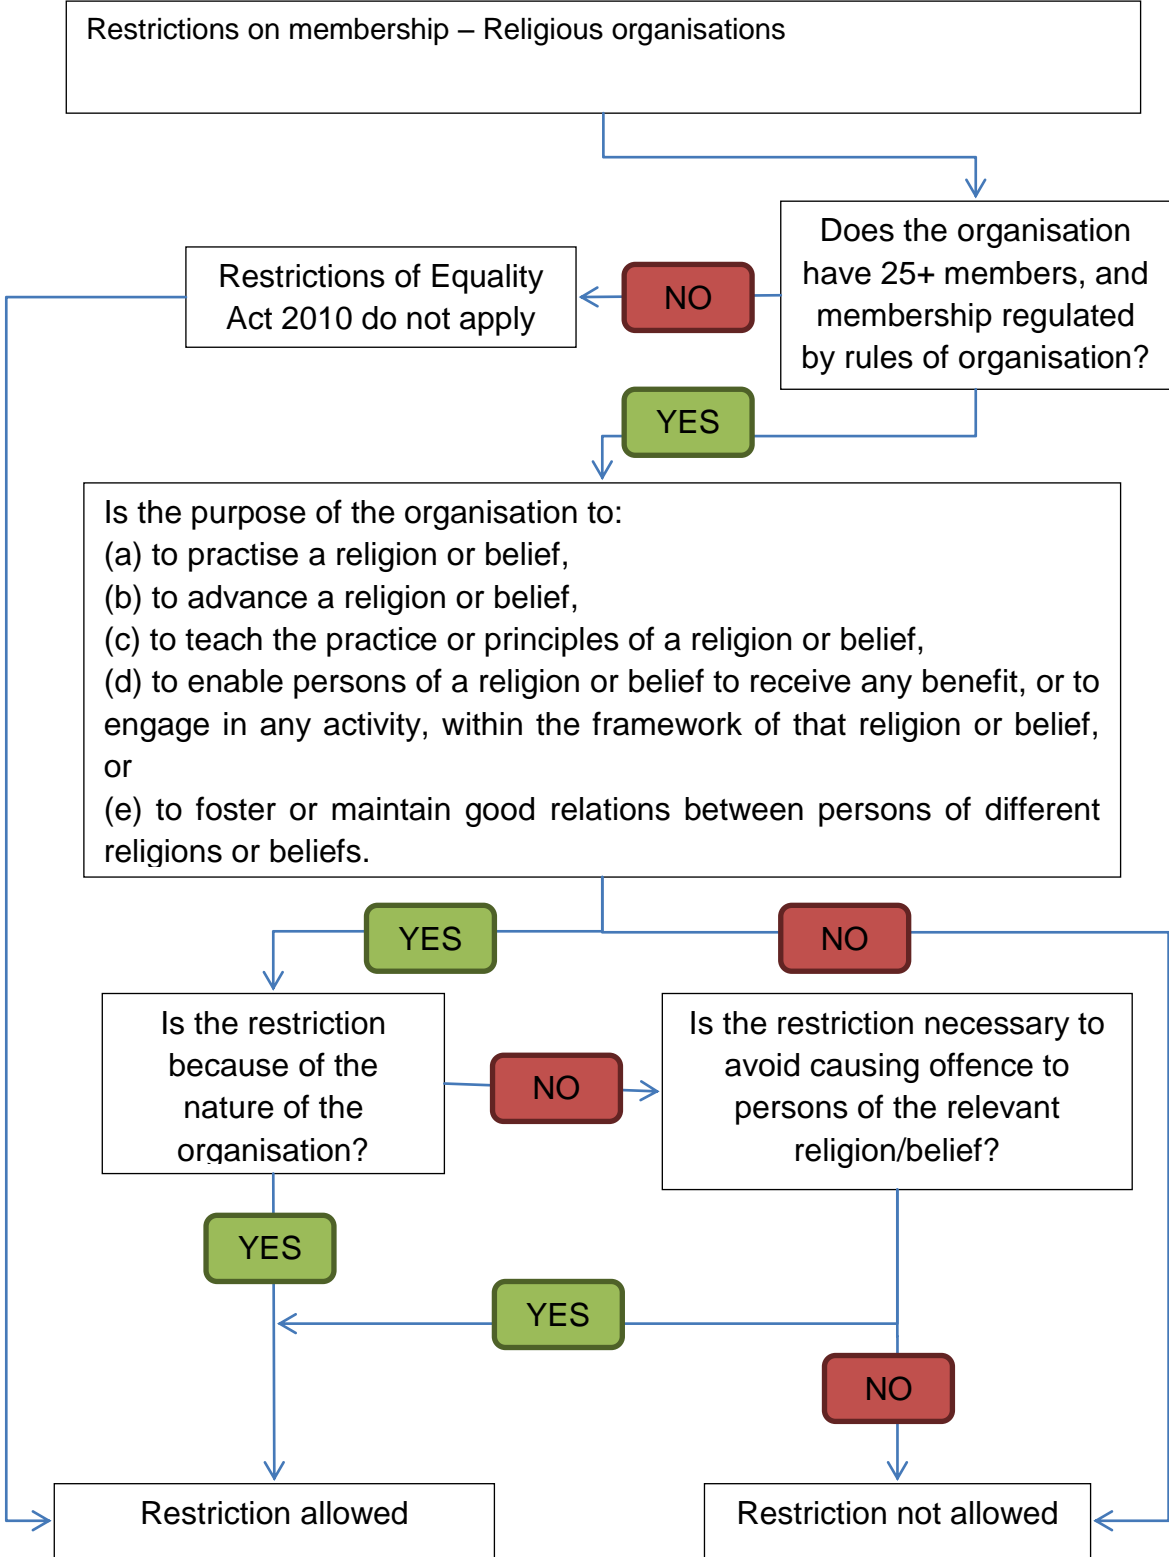 Restrictions on membership – Religious organisations
Does the organisation
have 25+ members, and
membership regulated
by rules of organisation?
NO
Restrictions of Equality
Act 2010 do not apply
YES
Is the purpose of the organisation to:
(a) to practise a religion or belief,
(b) to advance a religion or belief,
(c) to teach the practice or principles of a religion or belief,
(d) to enable persons of a religion or belief to receive any benefit, or to
engage in any activity, within the framework of that religion or belief,
or
(e) to foster or maintain good relations between persons of different
religions or beliefs.
YES
NO
Is the restriction
because of the
nature of the
organisation?
NO
Is the restriction necessary to
avoid causing offence to
persons of the relevant
religion/belief?
YES
YES
NO
Restriction allowed
Restriction not allowed